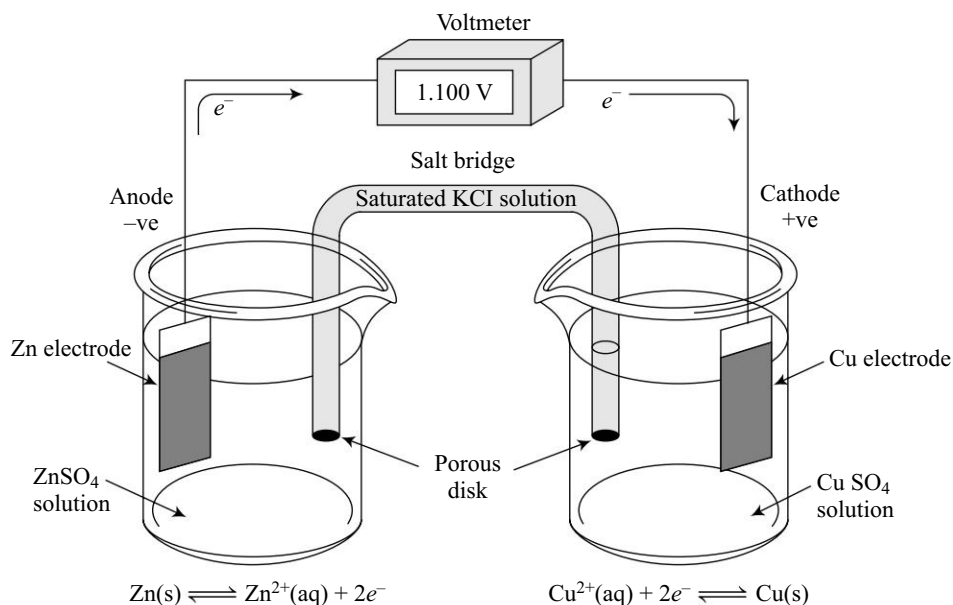 Voltmeter
1.100 V
e⁻
e⁻
Salt bridge
Saturated KCl solution
Anode
–ve
Cathode
+ve
Zn electrode
Cu electrode
Porous
disk
ZnSO₄
solution
Cu SO₄
solution
Zn(s) ⇌ Zn²⁺(aq) + 2e⁻
Cu²⁺(aq) + 2e⁻ ⇌ Cu(s)